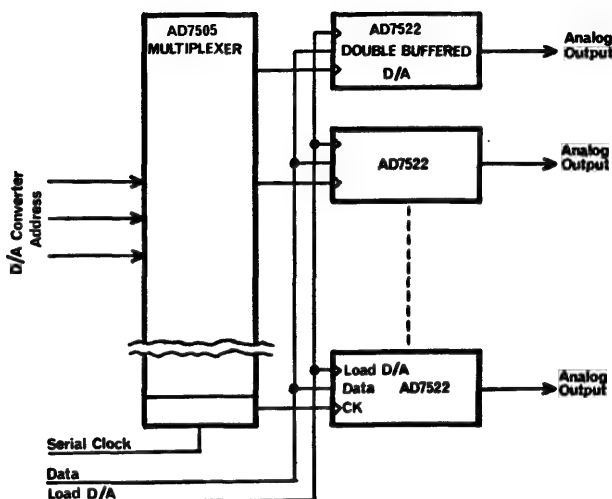 AD7505
MULTIPLEXER
AD7522
DOUBLE BUFFERED
D/A
Analog
Output
AD7522
Analog
Output
D/A Converter
Address
Load D/A
Data AD7522
CK
Analog
Output
Serial Clock
Data
Load D/A